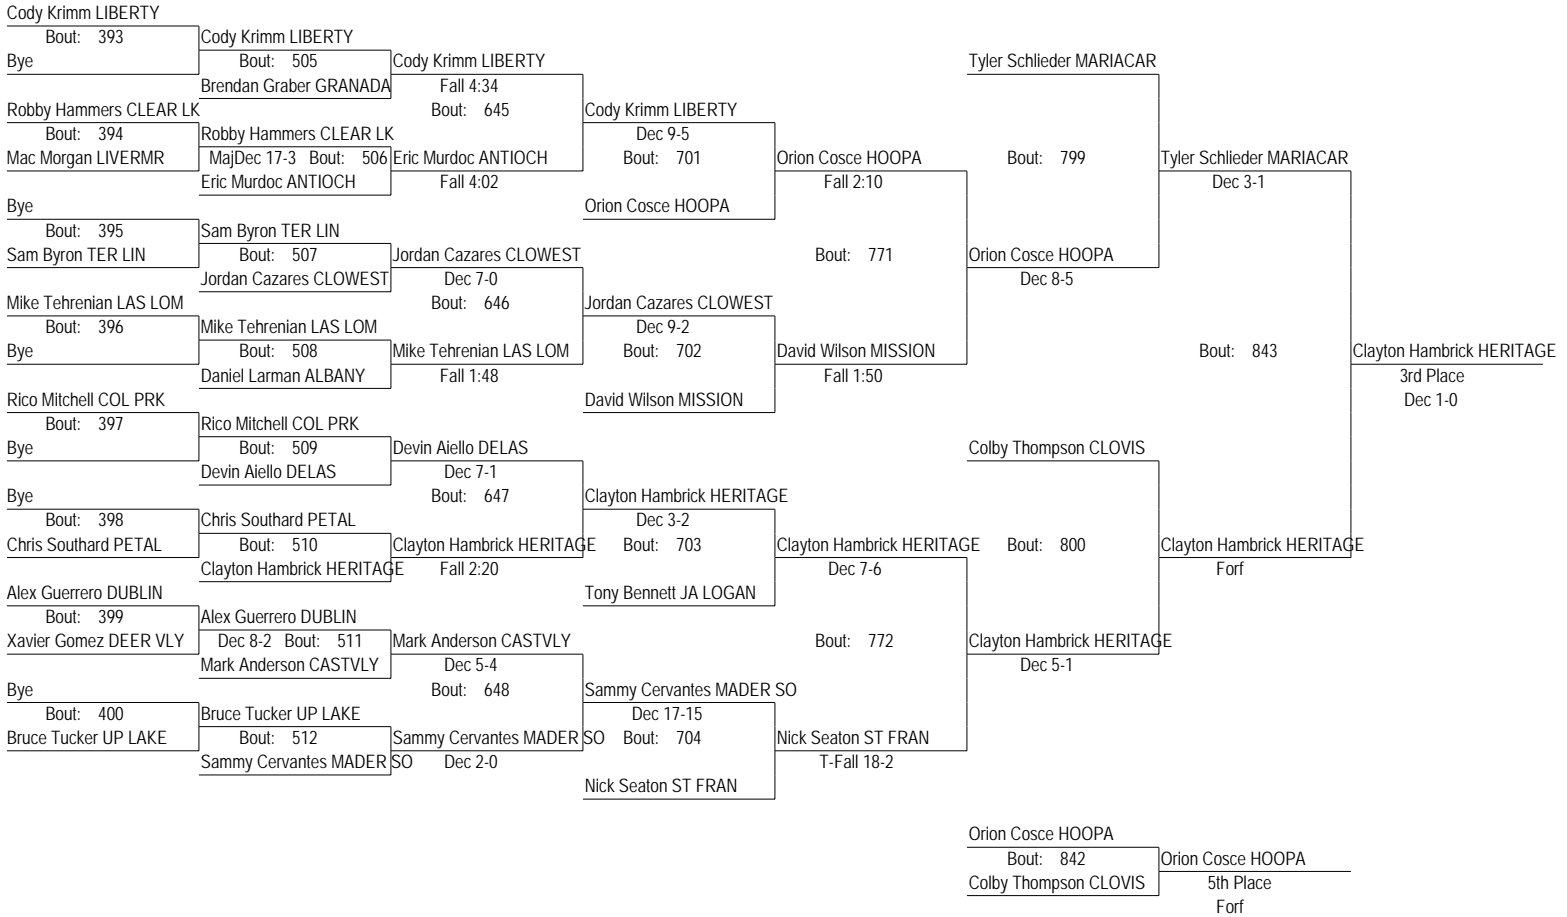 Cody Krimm LIBERTY
Bout: 393
Cody Krimm LIBERTY
Bye
Bout: 505
Cody Krimm LIBERTY
Tyler Schlieder MARIACAR
Brendan Graber GRANADA
Fall 4:34
Robby Hammers CLEAR LK
Bout: 645
Cody Krimm LIBERTY
Bout: 394
Robby Hammers CLEAR LK
Dec 9-5
Mac Morgan LIVERMR
MajDec 17-3 Bout: 506
Eric Murdoc ANTIOCH
Bout: 701
Orion Cosce HOOPA
Bout: 799
Tyler Schlieder MARIACAR
Eric Murdoc ANTIOCH
Fall 4:02
Fall 2:10
Dec 3-1
Bye
Orion Cosce HOOPA
Bout: 395
Sam Byron TER LIN
Sam Byron TER LIN
Bout: 507
Jordan Cazares CLOWEST
Bout: 771
Orion Cosce HOOPA
Jordan Cazares CLOWEST
Dec 7-0
Dec 8-5
Mike Tehrenian LAS LOM
Bout: 646
Jordan Cazares CLOWEST
Bout: 396
Mike Tehrenian LAS LOM
Dec 9-2
Bye
Bout: 508
Mike Tehrenian LAS LOM
Bout: 702
David Wilson MISSION
Bout: 843
Clayton Hambrick HERITAGE
Daniel Larman ALBANY
Fall 1:48
Fall 1:50
3rd Place
Rico Mitchell COL PRK
David Wilson MISSION
Dec 1-0
Bout: 397
Rico Mitchell COL PRK
Bye
Bout: 509
Devin Aiello DELAS
Colby Thompson CLOVIS
Devin Aiello DELAS
Dec 7-1
Bye
Bout: 647
Clayton Hambrick HERITAGE
Bout: 398
Chris Southard PETAL
Dec 3-2
Chris Southard PETAL
Bout: 510
Clayton Hambrick HERITAGE
Bout: 703
Clayton Hambrick HERITAGE
Bout: 800
Clayton Hambrick HERITAGE
Clayton Hambrick HERITAGE
Fall 2:20
Dec 7-6
Forf
Alex Guerrero DUBLIN
Tony Bennett JA LOGAN
Bout: 399
Alex Guerrero DUBLIN
Xavier Gomez DEER VLY
Dec 8-2 Bout: 511
Mark Anderson CASTVLY
Bout: 772
Clayton Hambrick HERITAGE
Mark Anderson CASTVLY
Dec 5-4
Dec 5-1
Bye
Bout: 648
Sammy Cervantes MADER SO
Bout: 400
Bruce Tucker UP LAKE
Dec 17-15
Bruce Tucker UP LAKE
Bout: 512
Sammy Cervantes MADER SO
Bout: 704
Nick Seaton ST FRAN
Sammy Cervantes MADER SO
Dec 2-0
T-Fall 18-2
Nick Seaton ST FRAN
Orion Cosce HOOPA
Bout: 842
Orion Cosce HOOPA
Colby Thompson CLOVIS
5th Place
Forf